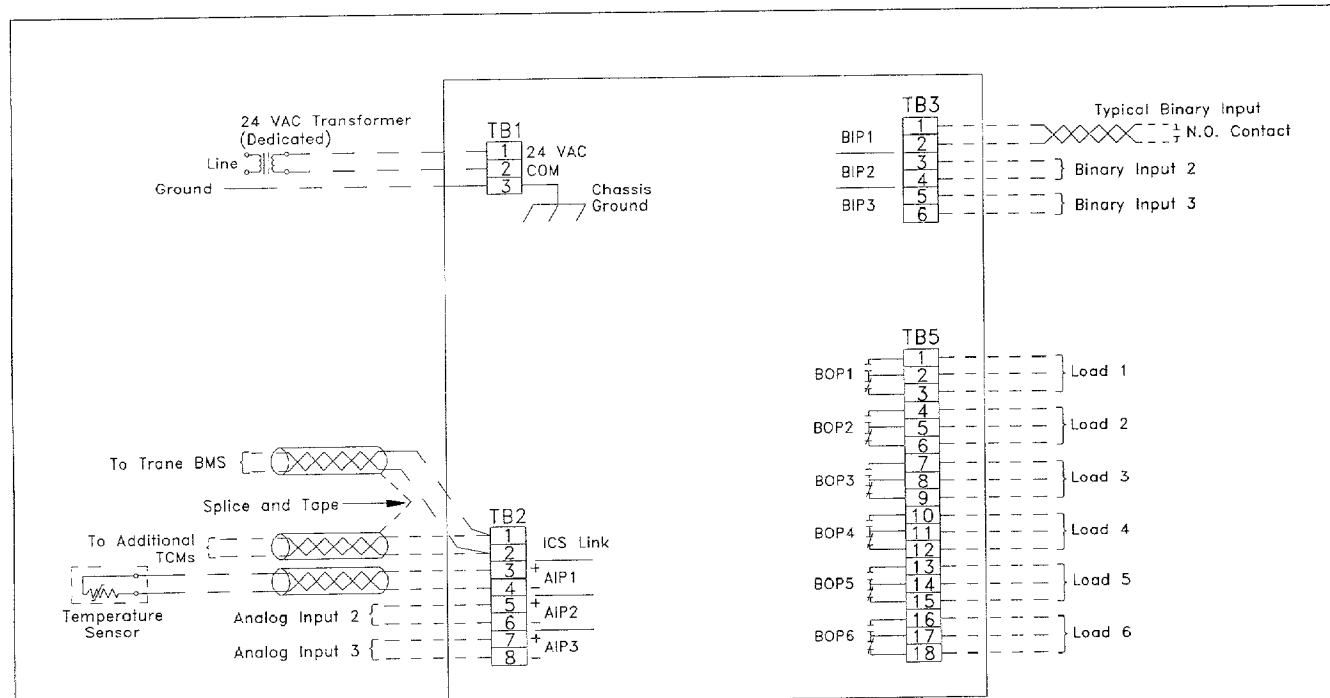 24 VAC Transformer
(Dedicated)
Line
Ground
TB1
1
2
3
24 VAC
COM
Chassis
Ground
TB3
1
2
3
4
5
6
BIP1
BIP2
BIP3
Typical Binary Input
N.O. Contact
Binary Input 2
Binary Input 3
To Trane BMS
Splice and Tape
To Additional
TCMs
Temperature
Sensor
Analog Input 2
Analog Input 3
TB2
1
2
3
4
5
6
7
8
ICS Link
+
AIP1
−
+
AIP2
−
+
AIP3
−
TB5
1
2
3
4
5
6
7
8
9
10
11
12
13
14
15
16
17
18
BOP1
BOP2
BOP3
BOP4
BOP5
BOP6
Load 1
Load 2
Load 3
Load 4
Load 5
Load 6